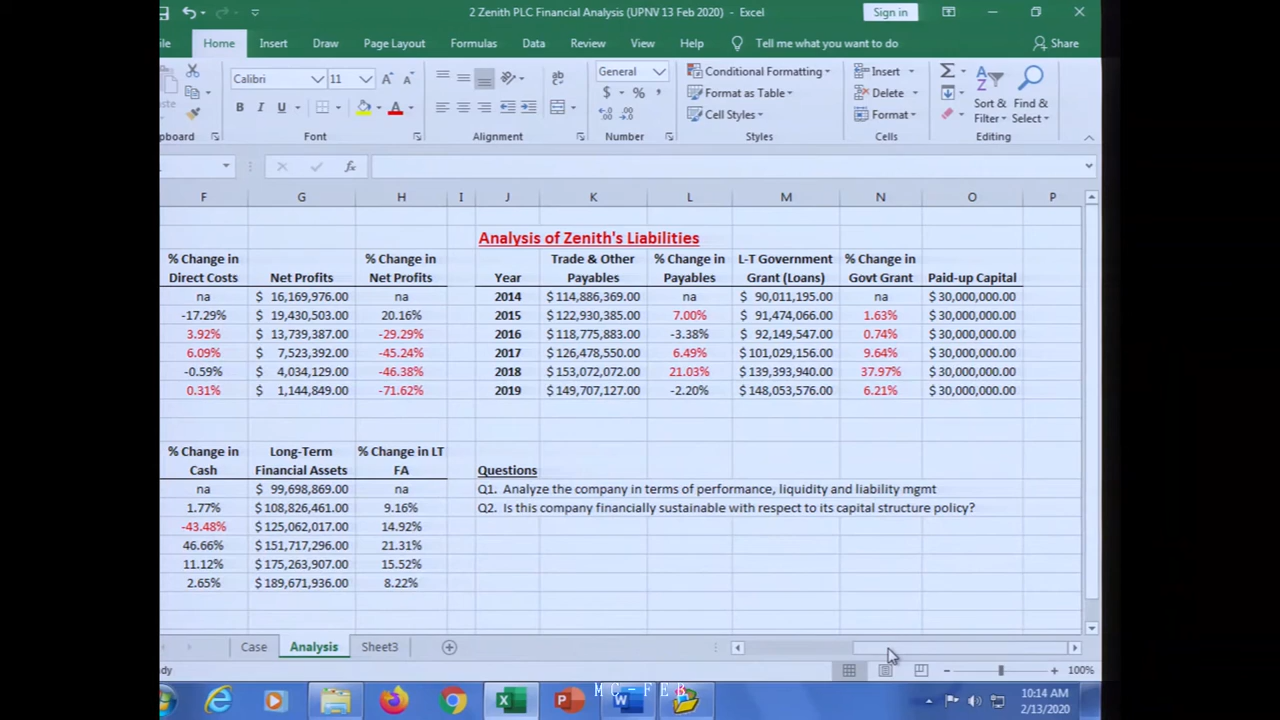 2 Zenith PLC Financial Analysis (UPNV 13 Feb 2020) - Excel
Sign in
Home Insert Draw Page Layout Formulas Data Review View Help Tell me what you want to do Share
Calibri 11 General Conditional Formatting Insert
Format as Table Delete
B I U $ % , Cell Styles Format Sort & Filter Find & Select
Font Alignment Number Styles Cells Editing
fx
F G H I J K L M N O P
Analysis of Zenith's Liabilities
% Change in % Change in Trade & Other % Change in L-T Government % Change in
Direct Costs Net Profits Net Profits Year Payables Payables Grant (Loans) Govt Grant Paid-up Capital
na $ 16,169,976.00 na 2014 $ 114,886,369.00 na $ 90,011,195.00 na $ 30,000,000.00
-17.29% $ 19,430,503.00 20.16% 2015 $ 122,930,385.00 7.00% $ 91,474,066.00 1.63% $ 30,000,000.00
3.92% $ 13,739,387.00 -29.29% 2016 $ 118,775,883.00 -3.38% $ 92,149,547.00 0.74% $ 30,000,000.00
6.09% $ 7,523,392.00 -45.24% 2017 $ 126,478,550.00 6.49% $ 101,029,156.00 9.64% $ 30,000,000.00
-0.59% $ 4,034,129.00 -46.38% 2018 $ 153,072,072.00 21.03% $ 139,393,940.00 37.97% $ 30,000,000.00
0.31% $ 1,144,849.00 -71.62% 2019 $ 149,707,127.00 -2.20% $ 148,053,576.00 6.21% $ 30,000,000.00
% Change in Long-Term % Change in LT
Cash Financial Assets FA Questions
na $ 99,698,869.00 na Q1. Analyze the company in terms of performance, liquidity and liability mgmt
1.77% $ 108,826,461.00 9.16% Q2. Is this company financially sustainable with respect to its capital structure policy?
-43.48% $ 125,062,017.00 14.92%
46.66% $ 151,717,296.00 21.31%
11.12% $ 175,263,907.00 15.52%
2.65% $ 189,671,936.00 8.22%
Case Analysis Sheet3
100%
MC-FEB
10:14 AM
2/13/2020